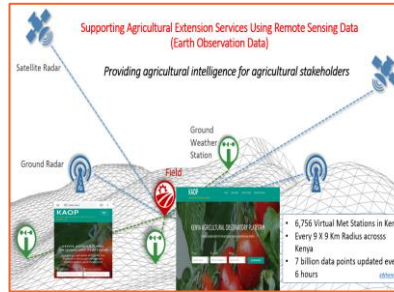 Supporting Agricultural Extension Services Using Remote Sensing Data
(Earth Observation Data)
Providing agricultural intelligence for agricultural stakeholders
Satellite Radar
Ground
Weather
Station
Ground Radar
Field
KAOP
KAOP
KENYA AGRICULTURAL OBSERVATORY PLATFORM
• 6,756 Virtual Met Stations in Ken
• Every 9 X 9 Km Radius acrosss
Kenya
• 7 billion data points updated eve
6 hours